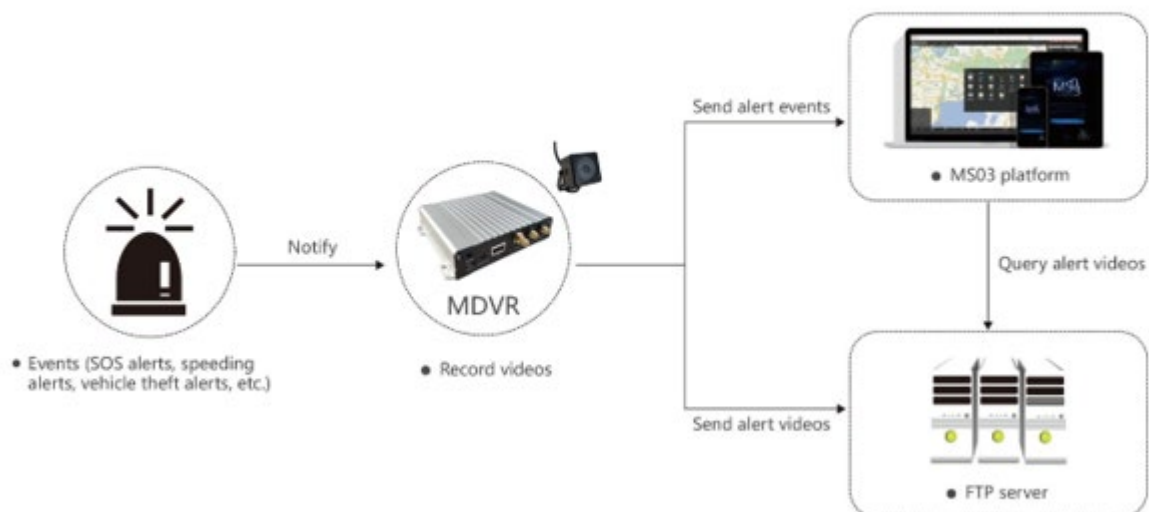 Send alert events
MS03
● MS03 platform
Notify
MDVR
Query alert videos
● Events (SOS alerts, speeding
alerts, vehicle theft alerts, etc.)
● Record videos
Send alert videos
● FTP server